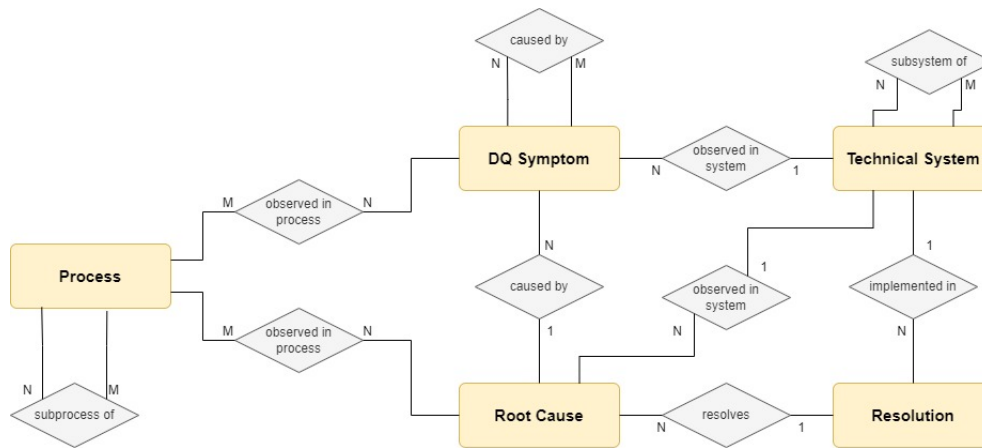 caused by
N
M
subsystem of
N
M
DQ Symptom
N
observed in
system
1
Technical System
M
observed in
process
N
Process
N
caused by
1
observed in
system
1
N
1
implemented in
N
M
observed in
process
N
N
M
subprocess of
Root Cause
N
resolves
1
Resolution